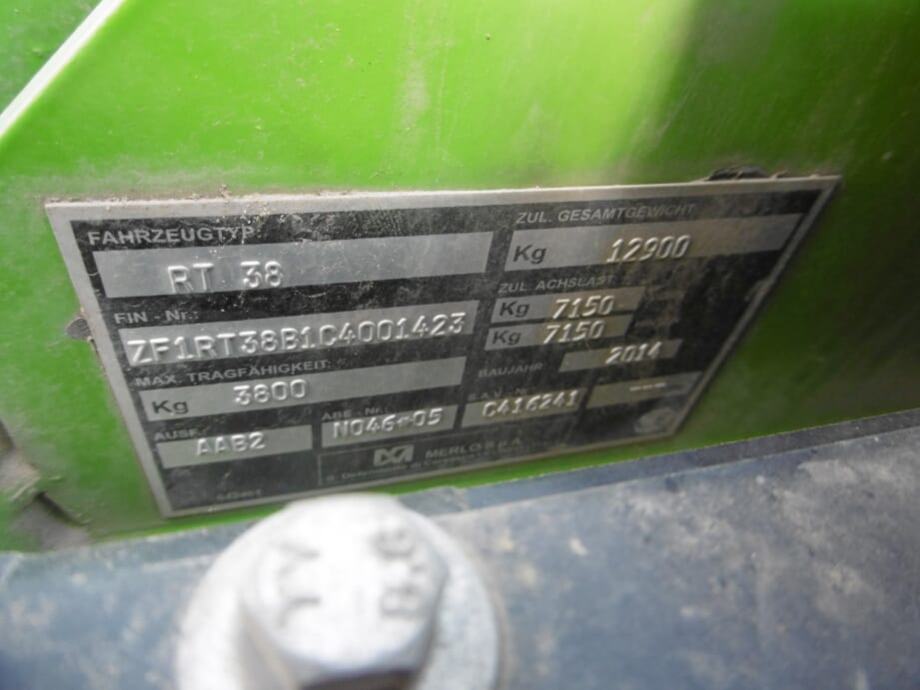 FAHRZEUGTYP:
RT 38
FIN - Nr.:
ZF1RT38B1C4001423
MAX. TRAGFÄHIGKEIT:
Kg 3800
AUSF.:
AAB2
ABE - Nr.:
N046*05
ZUL. GESAMTGEWICHT
Kg 12900
ZUL. ACHSLAST:
Kg 7150
Kg 7150
BAUJAHR 2014
S.A.V. - Nr.
C416241
MERLO S.P.A.